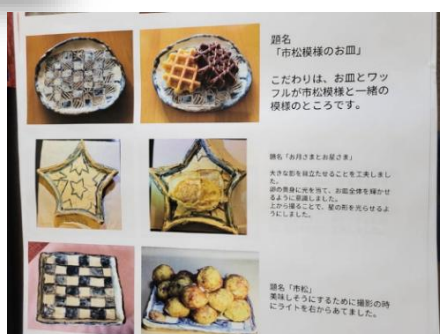 題名
「市松模様のお皿」
こだわりは、お皿とワッ
フルが市松模様と一緒の
模様のところです。
題名「お月さまとお星さま」
大きな影を目立たせることを工夫しまし
た。
卵の黄身に光を当て、お皿全体を輝かせ
るように意識しました。
上から撮ることで、星の形を光らせるよ
うにしました。
題名「市松」
美味しそうにするために撮影の時
にライトを右からあてました。